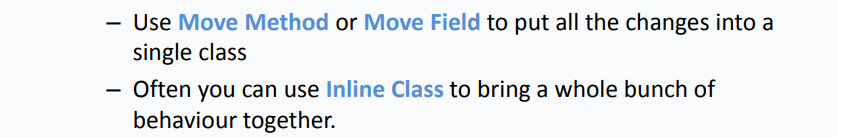 – Use Move Method or Move Field to put all the changes into a
single class
– Often you can use Inline Class to bring a whole bunch of
behaviour together.